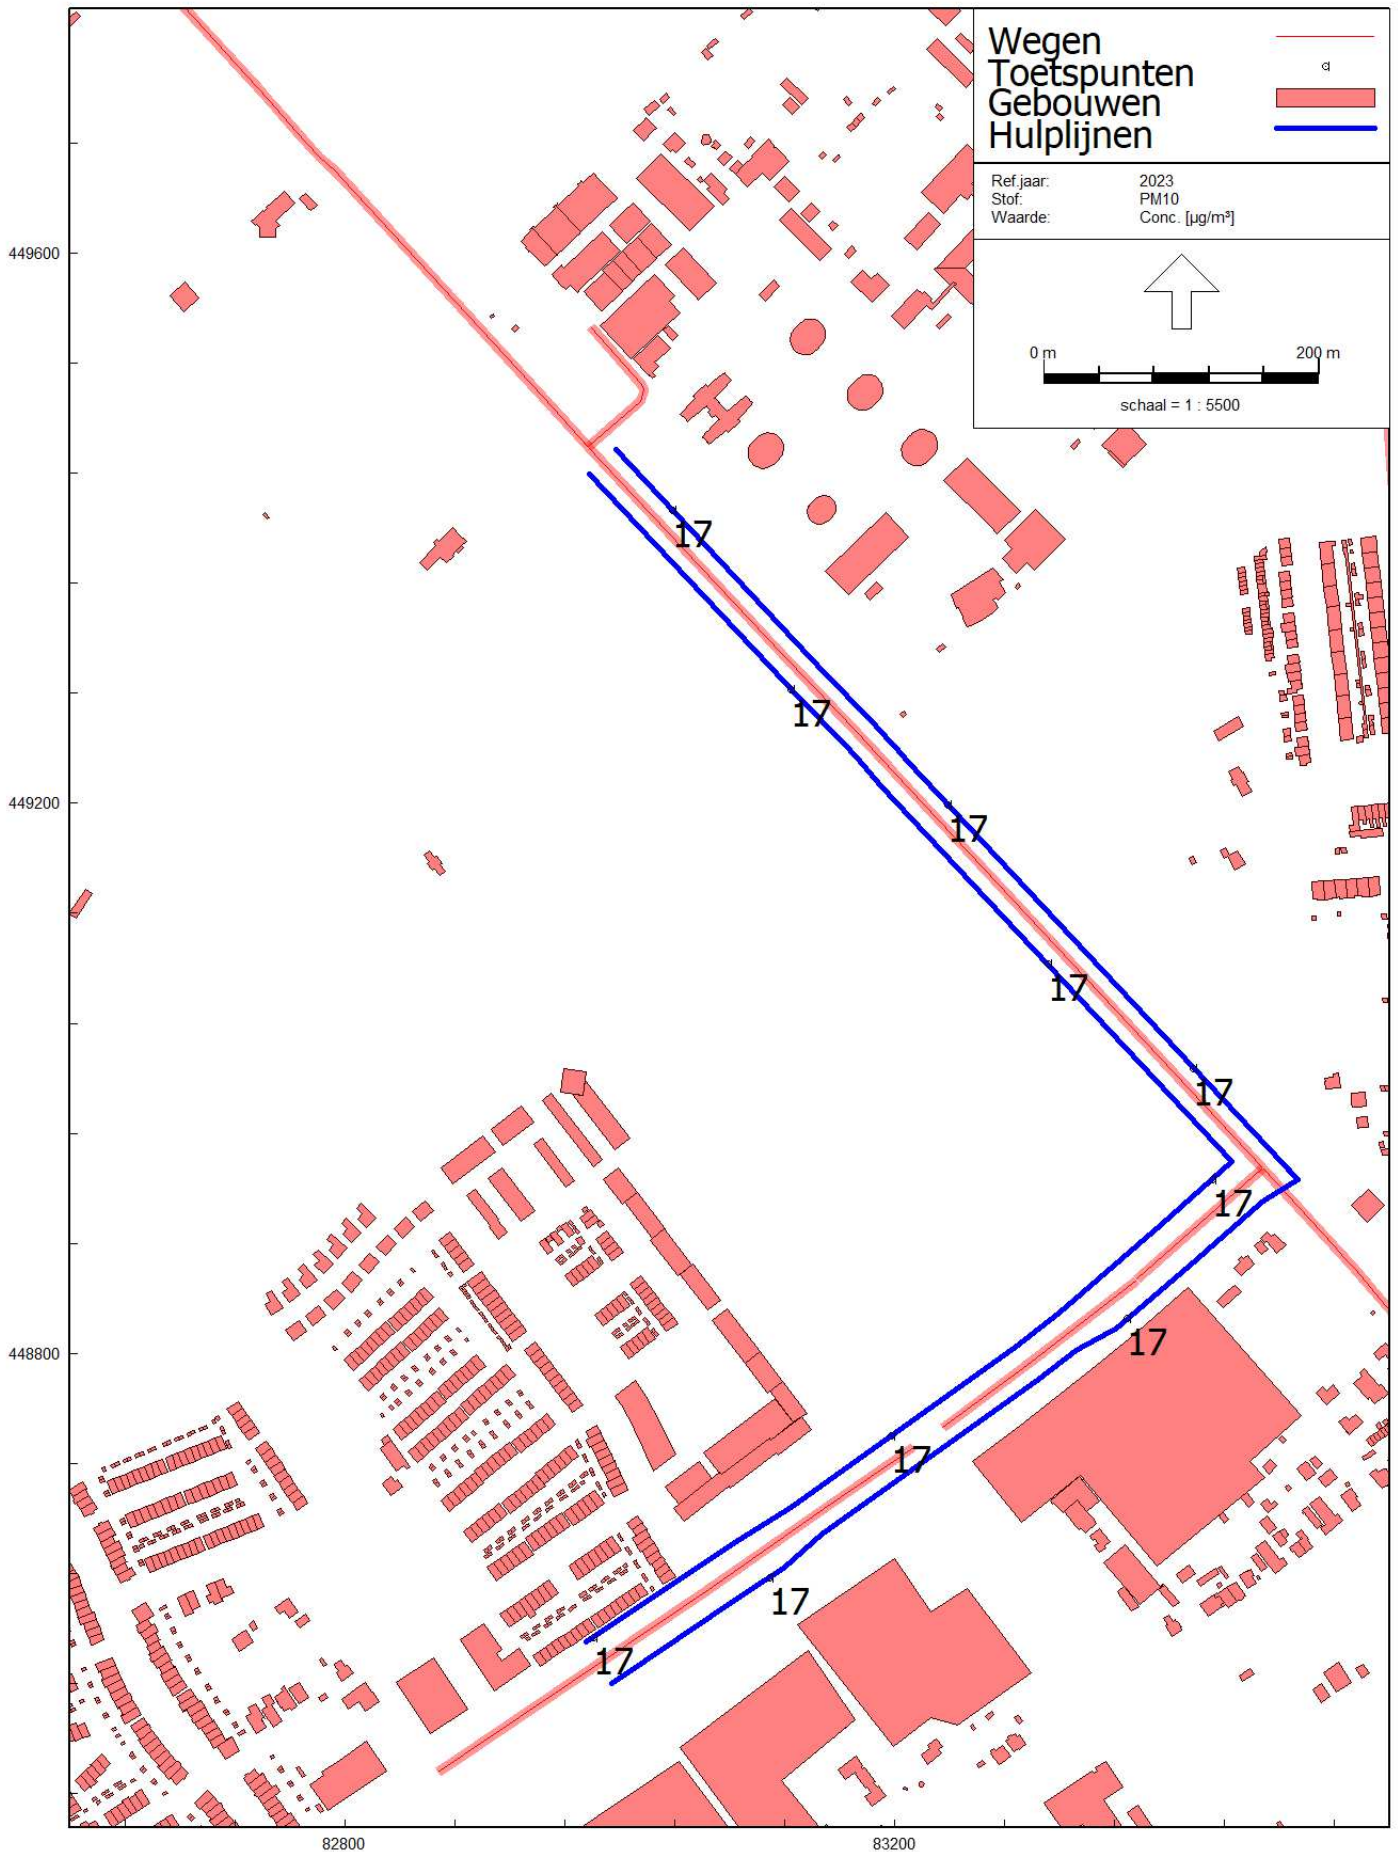 Wegen
Toetspunten
Gebouwen
Hulplijnen
Ref.jaar: 2023
Stof: PM10
Waarde: Conc. [µg/m³]
0 m 200 m
schaal = 1 : 5500
449600
17
17
449200
17
17
17
17
17
448800
17
17
17
82800 83200